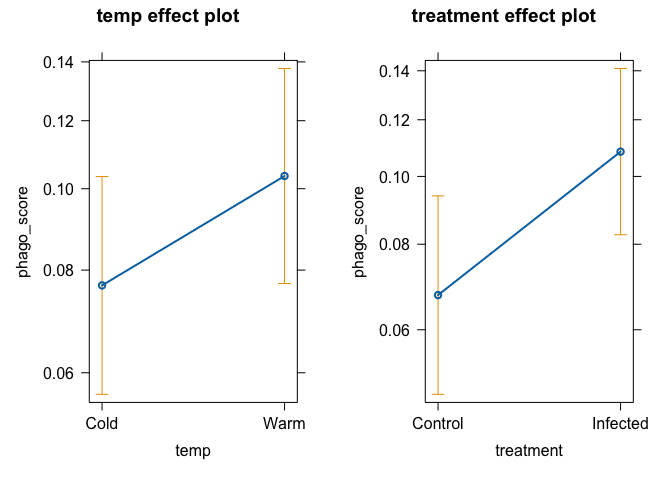 temp effect plot
phago_score
0.14
0.12
0.10
0.08
0.06
Cold
Warm
temp
treatment effect plot
phago_score
0.14
0.12
0.10
0.08
0.06
Control
Infected
treatment